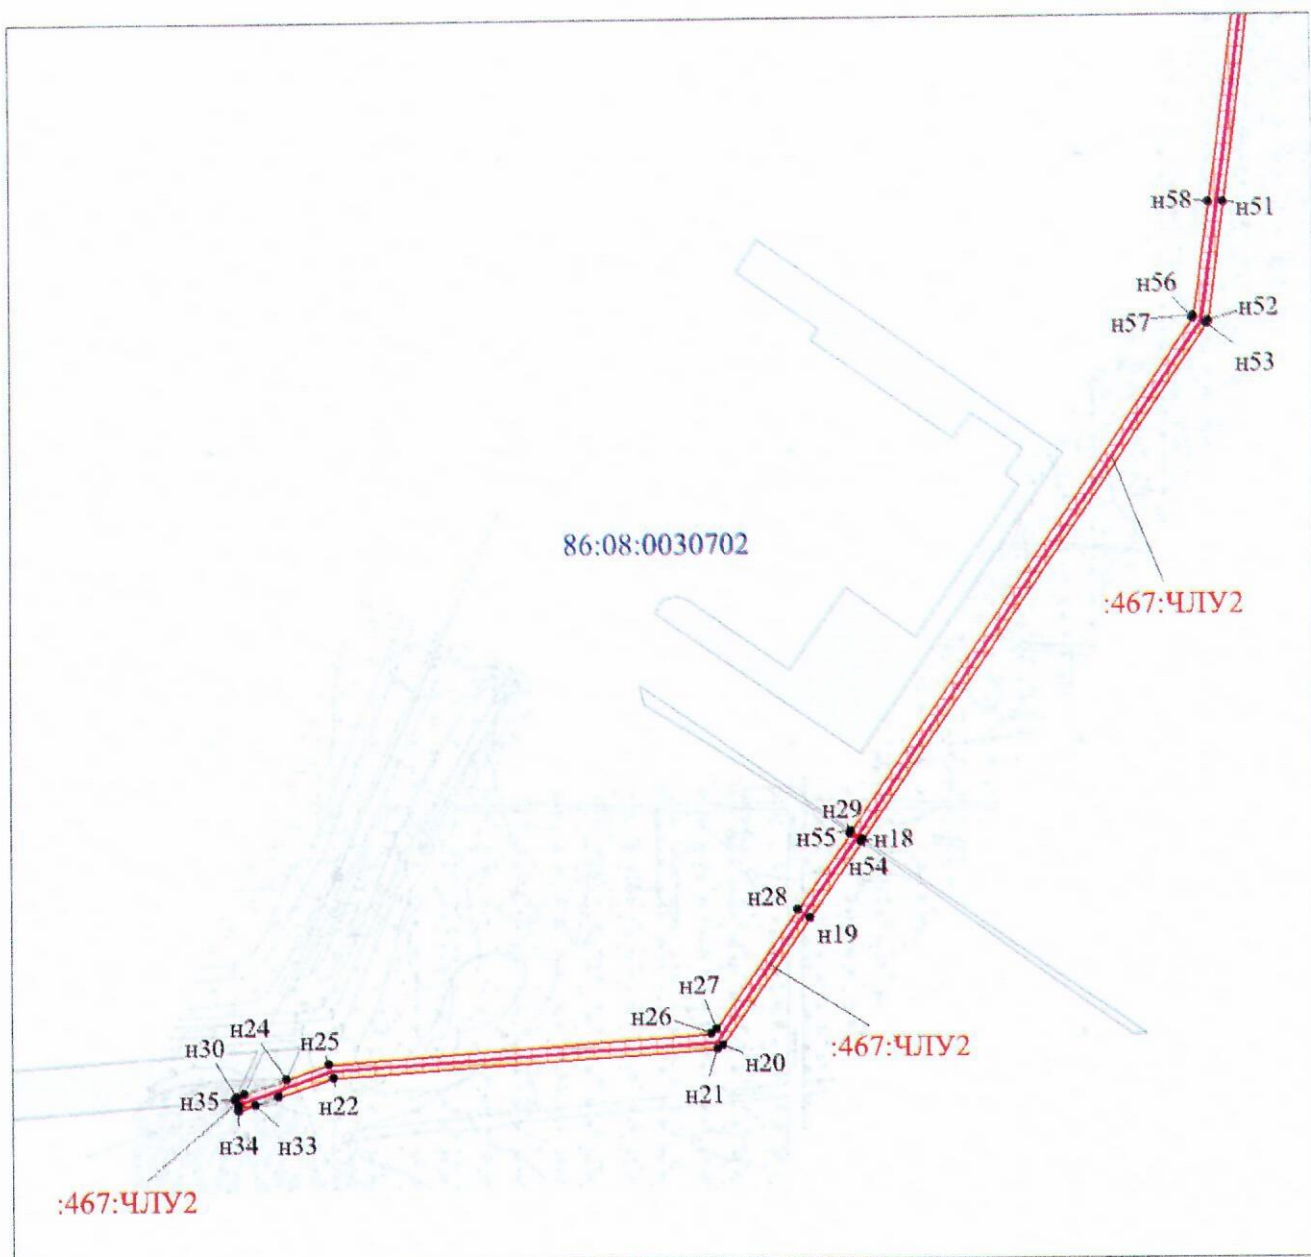 н58
н51
н56
н52
н57
н53
86:08:0030702
:467:ЧЛУ2
н29
н55
н18
н54
н28
н19
н27
н26
н24
н25
н30
:467:ЧЛУ2
н20
н21
н35
н22
н34
н33
:467:ЧЛУ2